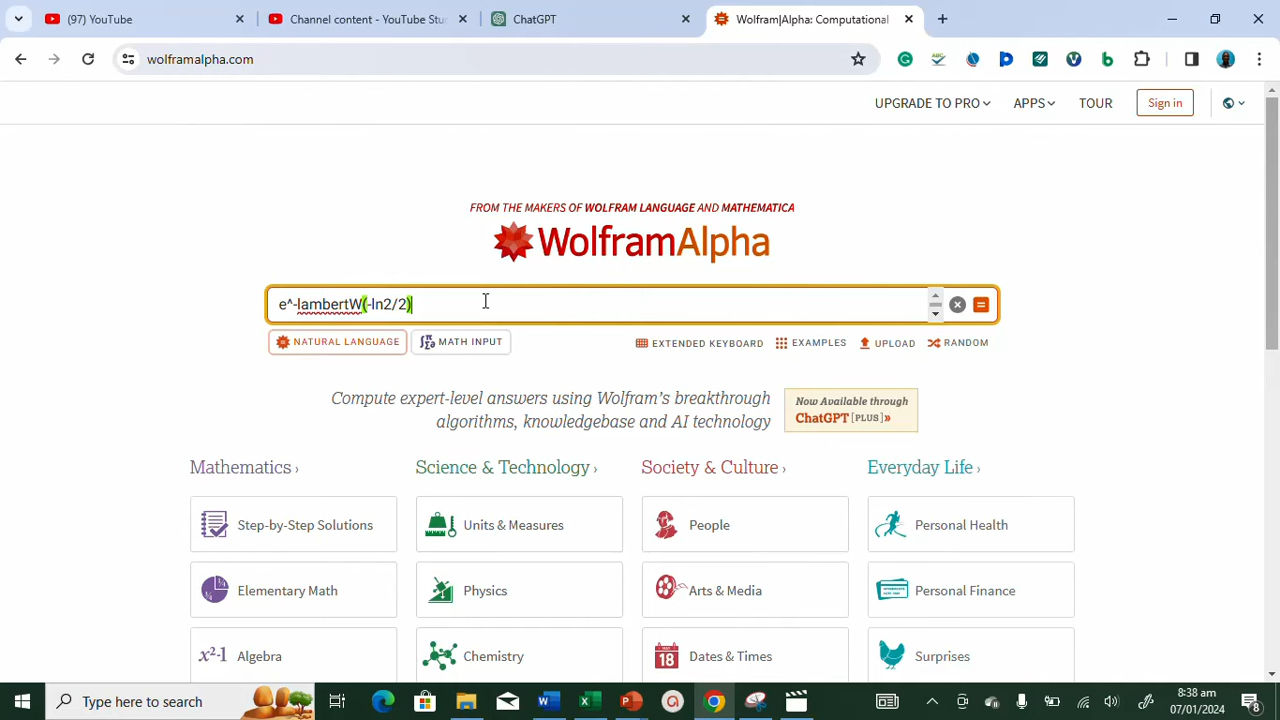 (97) YouTube
Channel content - YouTube Stu
ChatGPT
Wolfram|Alpha: Computational
wolframalpha.com
UPGRADE TO PRO
APPS
TOUR
Sign in
FROM THE MAKERS OF WOLFRAM LANGUAGE AND MATHEMATICA
WolframAlpha
e^-lambertW(-ln2/2)
NATURAL LANGUAGE
MATH INPUT
EXTENDED KEYBOARD
EXAMPLES
UPLOAD
RANDOM
Compute expert-level answers using Wolfram's breakthrough
algorithms, knowledgebase and AI technology
Now Available through
ChatGPT [PLUS]»
Mathematics ›
Science & Technology ›
Society & Culture ›
Everyday Life ›
Step-by-Step Solutions
Units & Measures
People
Personal Health
Elementary Math
Physics
Arts & Media
Personal Finance
x²-1 Algebra
Chemistry
MAY 18 Dates & Times
Surprises
Type here to search
8:38 am
07/01/2024
8